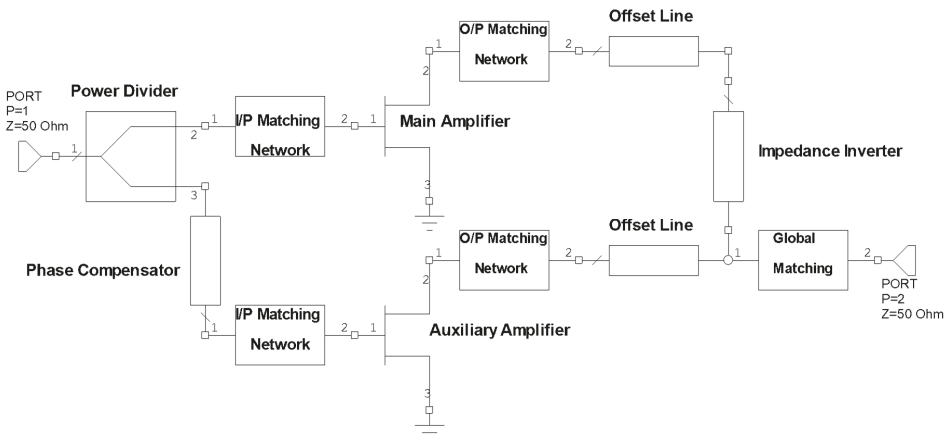 Offset Line
O/P Matching
Network
1
2
2
Power Divider
PORT
P=1
Z=50 Ohm
1
2
3
1
I/P Matching
Network
2
1
Main Amplifier
3
Impedance Inverter
Phase Compensator
Offset Line
O/P Matching
Network
1
2
2
1
Global
Matching
2
PORT
P=2
Z=50 Ohm
1
I/P Matching
Network
2
1
Auxiliary Amplifier
3